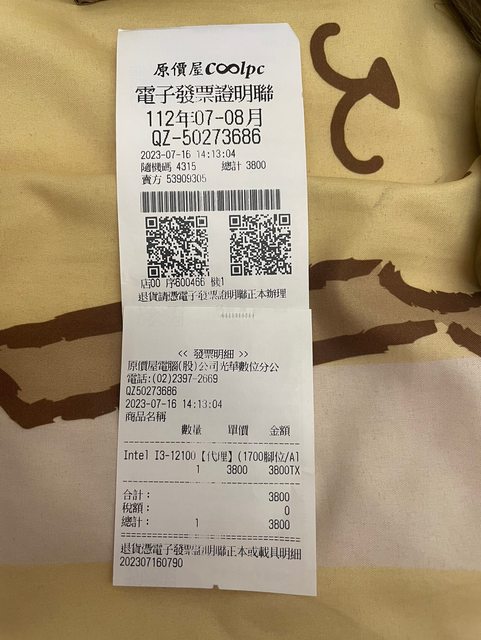 原價屋Coolpc
電子發票證明聯
112年07-08月
QZ-50273686
2023-07-16 14:13:04
隨機碼 4315 總計 3800
賣方 53909305
店00 序600466 機1
退貨請憑電子發票證明聯正本辦理
<< 發票明細 >>
原價屋電腦(股)公司光華數位分公
電話:(02)2397-2669
QZ50273686
2023-07-16 14:13:04
商品名稱
數量 單價 金額
Intel I3-12100【代理】(1700腳位/Al
1 3800 3800TX
合計: 3800
稅額: 0
總計: 1 3800
退貨憑電子發票證明聯正本或載具明細
202307160790